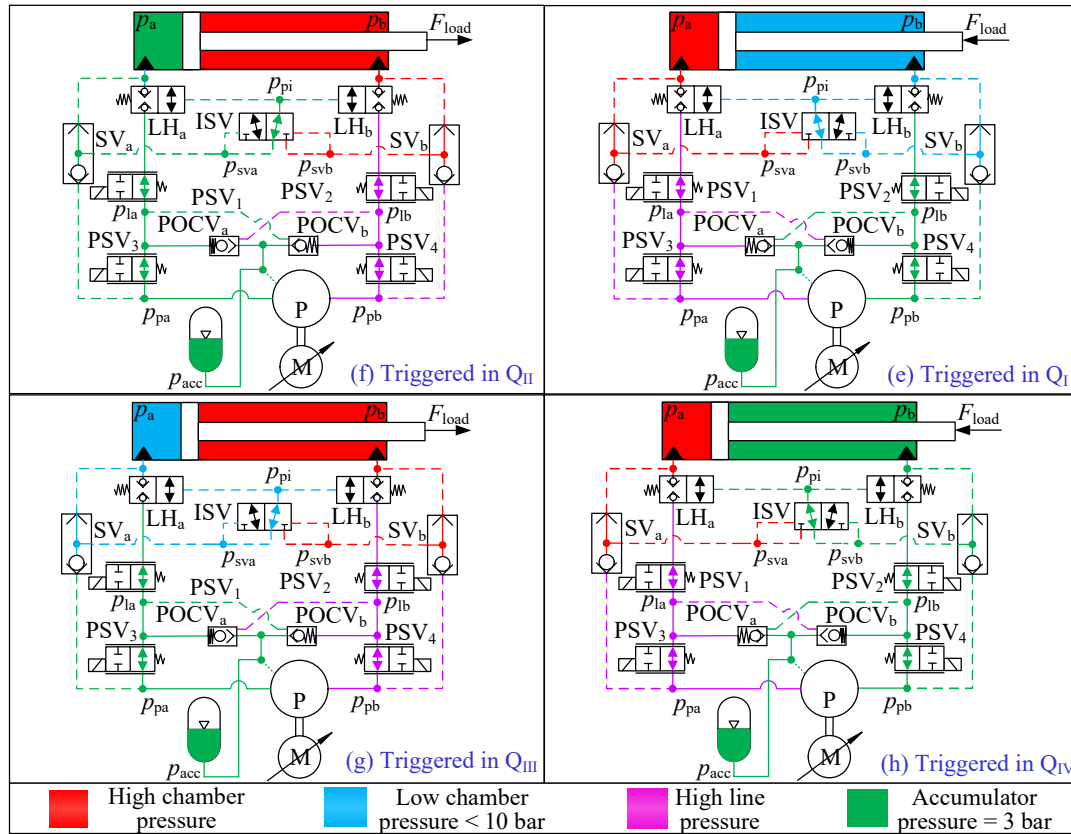 pa
pb
Fload
ppi
ISV
LHa
LHb
SVa
SVb
psva
psvb
PSV1
PSV2
pla
plb
POCVa
POCVb
PSV3
PSV4
P
ppa
ppb
M
pacc
(f) Triggered in QII
pa
pb
Fload
ppi
ISV
LHa
LHb
SVa
SVb
psva
psvb
PSV1
PSV2
pla
plb
POCVa
POCVb
PSV3
PSV4
P
ppa
ppb
M
pacc
(e) Triggered in QI
pa
pb
Fload
ppi
ISV
LHa
LHb
SVa
SVb
psva
psvb
PSV1
PSV2
pla
plb
POCVa
POCVb
PSV3
PSV4
P
ppa
ppb
M
pacc
(g) Triggered in QIII
pa
pb
Fload
ppi
ISV
LHa
LHb
SVa
SVb
psva
psvb
PSV1
PSV2
pla
plb
POCVa
POCVb
PSV3
PSV4
P
ppa
ppb
M
pacc
(h) Triggered in QIV
High chamber
pressure
Low chamber
pressure < 10 bar
High line
pressure
Accumulator
pressure = 3 bar